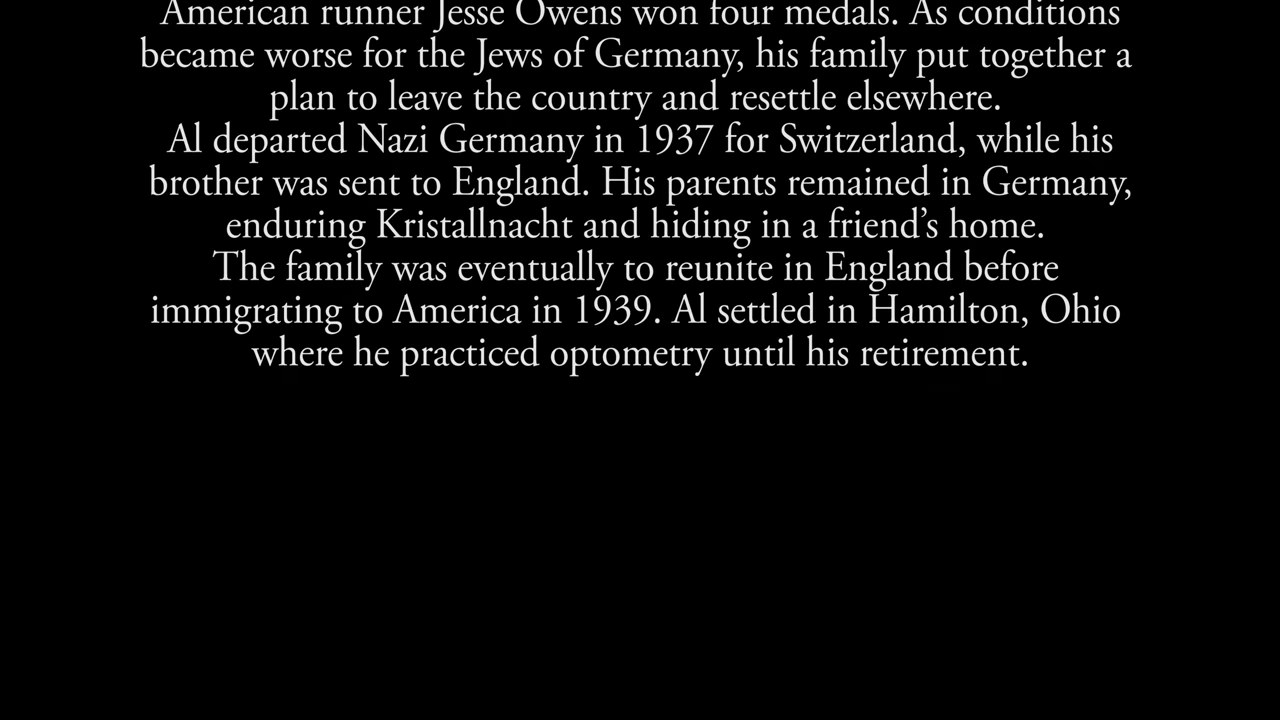 American runner Jesse Owens won four medals. As conditions
became worse for the Jews of Germany, his family put together a
plan to leave the country and resettle elsewhere.
Al departed Nazi Germany in 1937 for Switzerland, while his
brother was sent to England. His parents remained in Germany,
enduring Kristallnacht and hiding in a friend’s home.
The family was eventually to reunite in England before
immigrating to America in 1939. Al settled in Hamilton, Ohio
where he practiced optometry until his retirement.